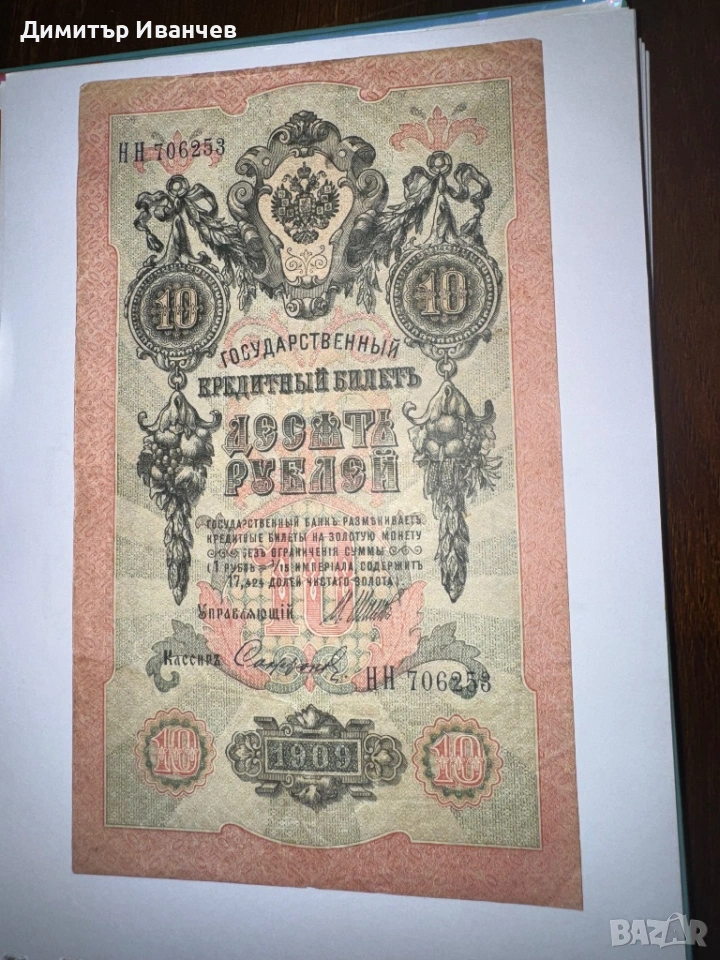 Димитър Иванчев
НН 706253
10 10
ГОСУДАРСТВЕННЫЙ
КРЕДИТНЫЙ БИЛЕТЪ
ДЕСЯТЬ
РУБЛЕЙ
ГОСУДАРСТВЕННЫЙ БАНКЪ РАЗМѢНИВАЕТЪ
КРЕДИТНЫЕ БИЛЕТЫ НА ЗОЛОТУЮ МОНЕТУ
БЕЗЪ ОГРАНИЧЕНІЯ СУММЫ
(1 РУБЛЬ = 1/15 ИМПЕРІАЛА, СОДЕРЖИТЪ
17,424 ДОЛЕЙ ЧИСТАГО ЗОЛОТА).
10
УПРАВЛЯЮЩІЙ
КАССИРЪ
НН 706253
10 1909 10
BAZAR